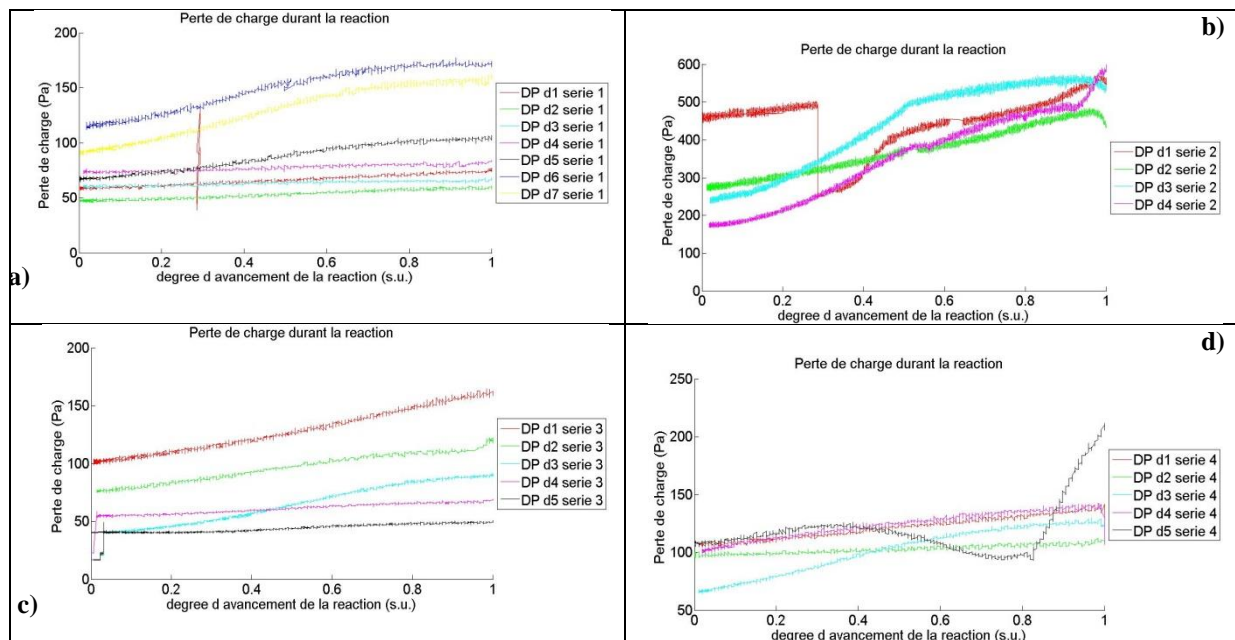 Perte de charge durant la reaction
Perte de charge (Pa)
200
150
100
50
0
0 0.2 0.4 0.6 0.8 1
degree d avancement de la reaction (s.u.)
DP d1 serie 1
DP d2 serie 1
DP d3 serie 1
DP d4 serie 1
DP d5 serie 1
DP d6 serie 1
DP d7 serie 1
a)
b)
Perte de charge durant la reaction
Perte de charge (Pa)
600
500
400
300
200
100
0
0 0.2 0.4 0.6 0.8 1
degree d avancement de la reaction (s.u.)
DP d1 serie 2
DP d2 serie 2
DP d3 serie 2
DP d4 serie 2
Perte de charge durant la reaction
Perte de charge (Pa)
200
150
100
50
0
0 0.2 0.4 0.6 0.8 1
degree d avancement de la reaction (s.u.)
DP d1 serie 3
DP d2 serie 3
DP d3 serie 3
DP d4 serie 3
DP d5 serie 3
c)
d)
Perte de charge durant la reaction
Perte de charge (Pa)
250
200
150
100
50
0 0.2 0.4 0.6 0.8 1
degree d avancement de la reaction (s.u.)
DP d1 serie 4
DP d2 serie 4
DP d3 serie 4
DP d4 serie 4
DP d5 serie 4